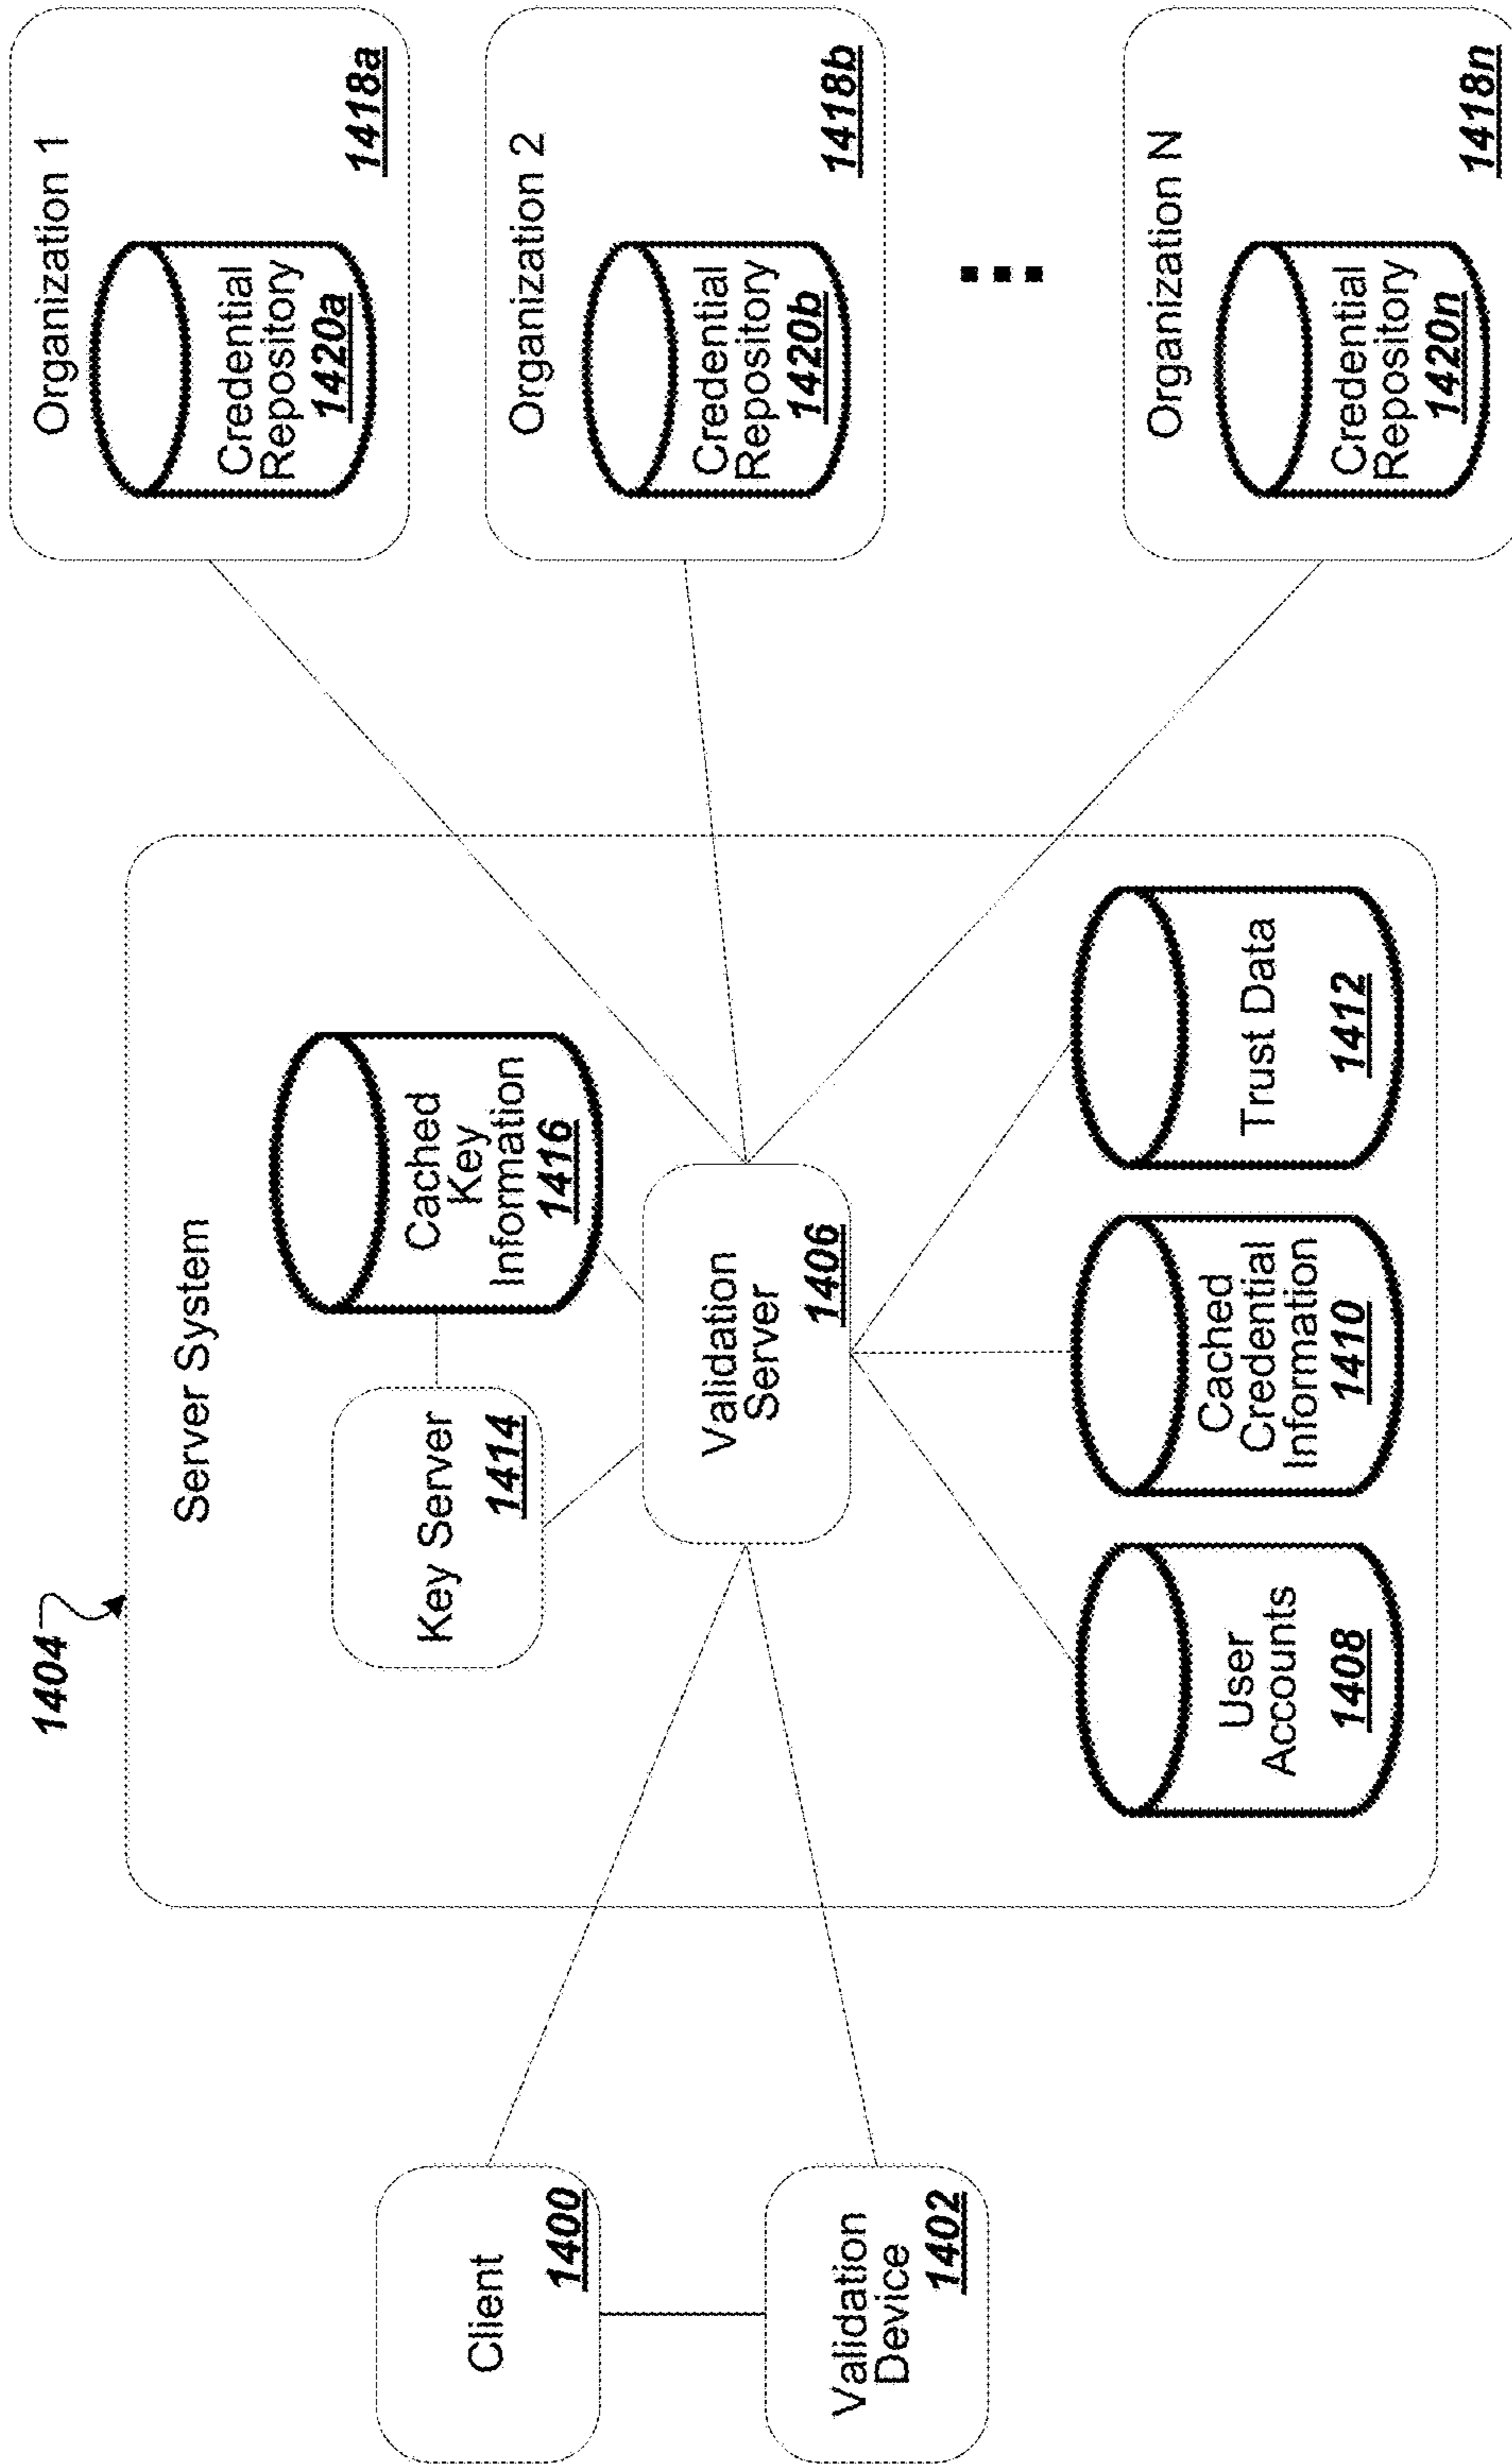 1404
Server System
Key Server
1414
Cached
Key
Information
1416
Validation
Server
1406
User
Accounts
1408
Cached
Credential
Information
1410
Trust Data
1412
Client
1400
Validation
Device
1402
Organization 1
Credential
Repository
1420a
1418a
Organization 2
Credential
Repository
1420b
1418b
Organization N
Credential
Repository
1420n
1418n